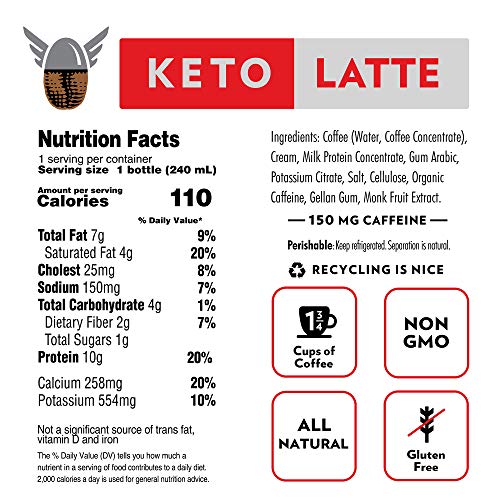 KETO LATTE
Nutrition Facts
1 serving per container
Serving size 1 bottle (240 mL)
Amount per serving
Calories 110
% Daily Value*
Total Fat 7g 9%
Saturated Fat 4g 20%
Cholest 25mg 8%
Sodium 150mg 7%
Total Carbohydrate 4g 1%
Dietary Fiber 2g 7%
Total Sugars 1g
Protein 10g 20%
Calcium 258mg 20%
Potassium 554mg 10%
Not a significant source of trans fat,
vitamin D and iron
The % Daily Value (DV) tells you how much a
nutrient in a serving of food contributes to a daily diet.
2,000 calories a day is used for general nutrition advice.
Ingredients: Coffee (Water, Coffee Concentrate),
Cream, Milk Protein Concentrate, Gum Arabic,
Potassium Citrate, Salt, Cellulose, Organic
Caffeine, Gellan Gum, Monk Fruit Extract.
150 MG CAFFEINE
Perishable: Keep refrigerated. Separation is natural.
RECYCLING IS NICE
1 3/4
Cups of
Coffee
NON
GMO
ALL
NATURAL
Gluten
Free